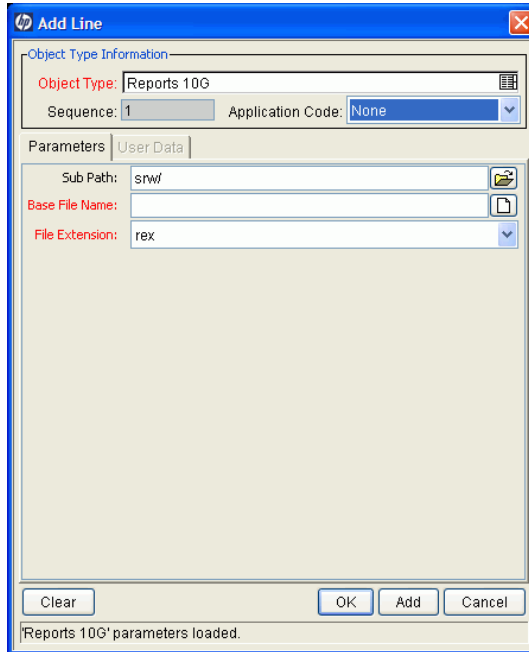 hp Add Line
Object Type Information
Object Type: Reports 10G
Sequence: 1 Application Code: None
Parameters User Data
Sub Path: srw/
Base File Name:
File Extension: rex
Clear OK Add Cancel
'Reports 10G' parameters loaded.